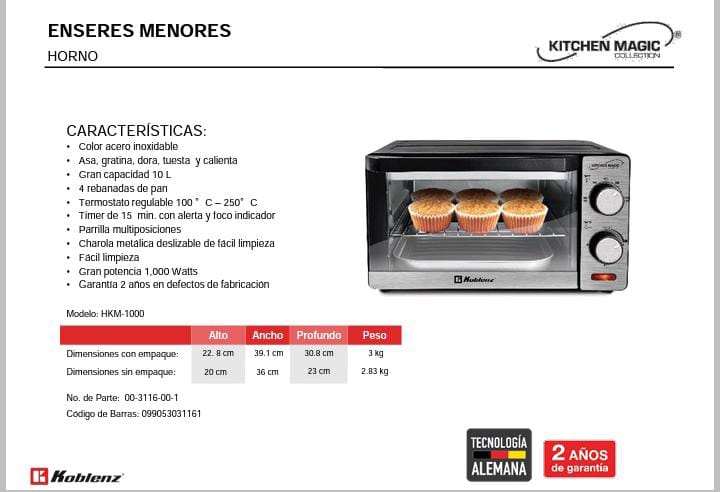 ENSERES MENORES
HORNO
KITCHEN MAGIC®
COLLECTION
CARACTERÍSTICAS:
• Color acero inoxidable
• Asa, gratina, dora, tuesta y calienta
• Gran capacidad 10 L
• 4 rebanadas de pan
• Termostato regulable 100 ° C – 250° C
• Timer de 15 min. con alerta y foco indicador
• Parrilla multiposiciones
• Charola metálica deslizable de fácil limpieza
• Fácil limpieza
• Gran potencia 1,000 Watts
• Garantía 2 años en defectos de fabricación
KITCHEN MAGIC
Koblenz
Modelo: HKM-1000
Alto Ancho Profundo Peso
Dimensiones con empaque: 22. 8 cm 39.1 cm 30.8 cm 3 kg
Dimensiones sin empaque: 20 cm 36 cm 23 cm 2.83 kg
No. de Parte: 00-3116-00-1
Código de Barras: 099053031161
TECNOLOGÍA
ALEMANA
2 AÑOS
de garantía
Koblenz